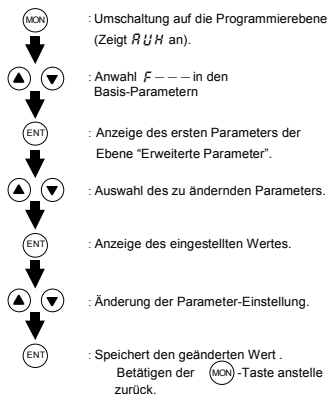 MON : Umschaltung auf die Programmierebene
(Zeigt AUH an).
▲ ▼ : Anwahl F - - - in den
Basis-Parametern
ENT : Anzeige des ersten Parameters der
Ebene “Erweiterte Parameter”.
▲ ▼ : Auswahl des zu ändernden Parameters.
ENT : Anzeige des eingestellten Wertes.
▲ ▼ : Änderung der Parameter-Einstellung.
ENT : Speichert den geänderten Wert .
Betätigen der MON -Taste anstelle
zurück.